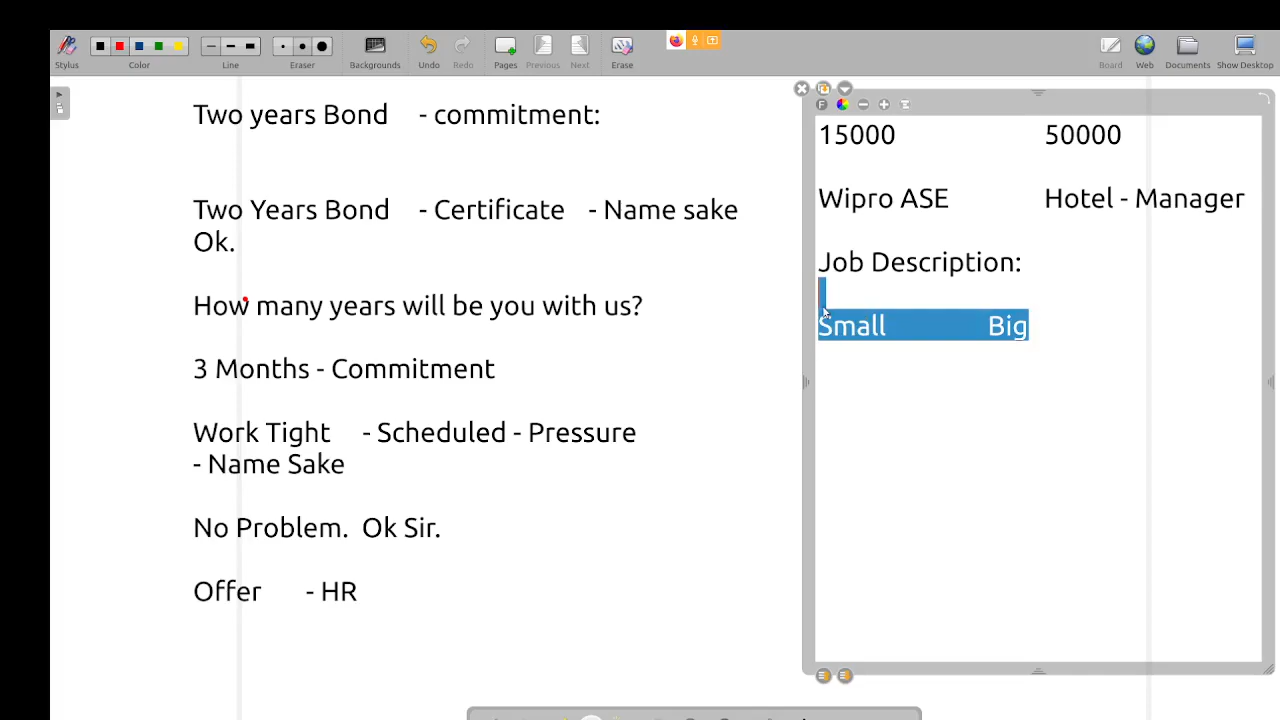 Stylus
Color
Line
Eraser
Backgrounds
Undo
Redo
Pages
Previous
Next
Erase
Board
Web
Documents
Show Desktop
Two years Bond - commitment:
Two Years Bond - Certificate - Name sake
Ok.
How many years will be you with us?
3 Months - Commitment
Work Tight - Scheduled - Pressure
- Name Sake
No Problem. Ok Sir.
Offer - HR
F
15000 50000
Wipro ASE Hotel - Manager
Job Description:
Small Big